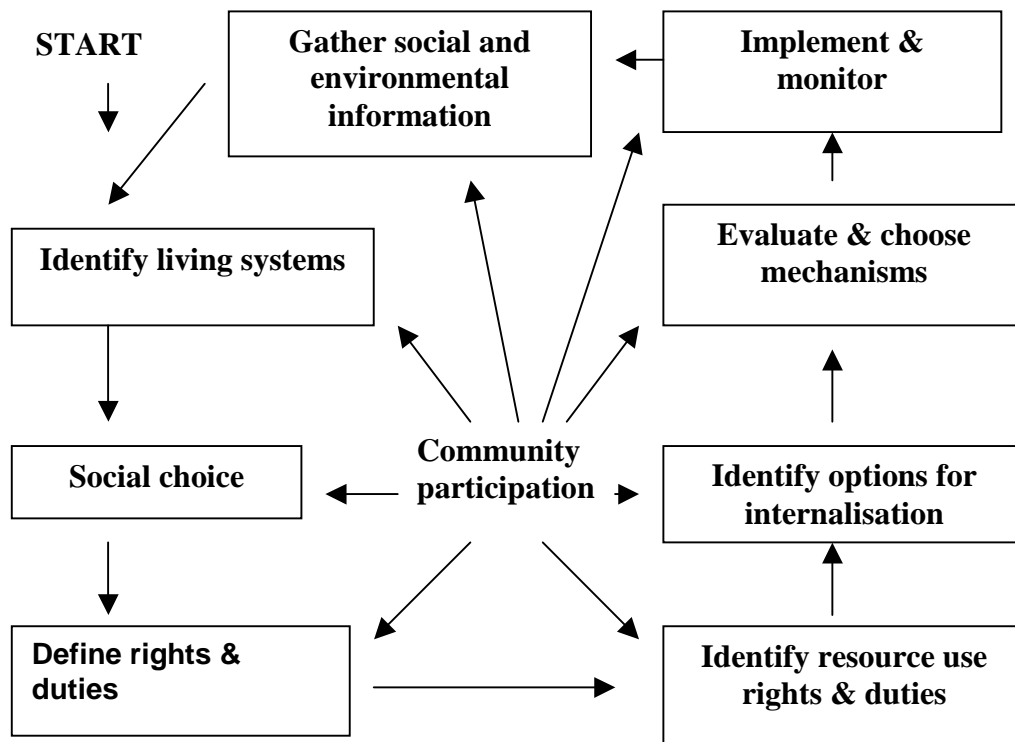 START
Gather social and
environmental
information
Implement &
monitor
Identify living systems
Evaluate & choose
mechanisms
Social choice
Community
participation
Identify options for
internalisation
Define rights &
duties
Identify resource use
rights & duties